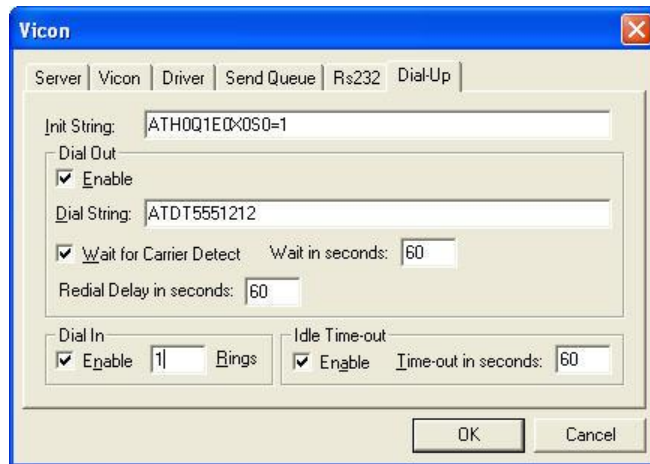 Vicon
Server Vicon Driver Send Queue Rs232 Dial-Up
Init String: ATH0Q1E0X0S0=1
Dial Out
Enable
Dial String: ATDT5551212
Wait for Carrier Detect Wait in seconds: 60
Redial Delay in seconds: 60
Dial In
Enable 1 Rings
Idle Time-out
Enable Time-out in seconds: 60
OK Cancel